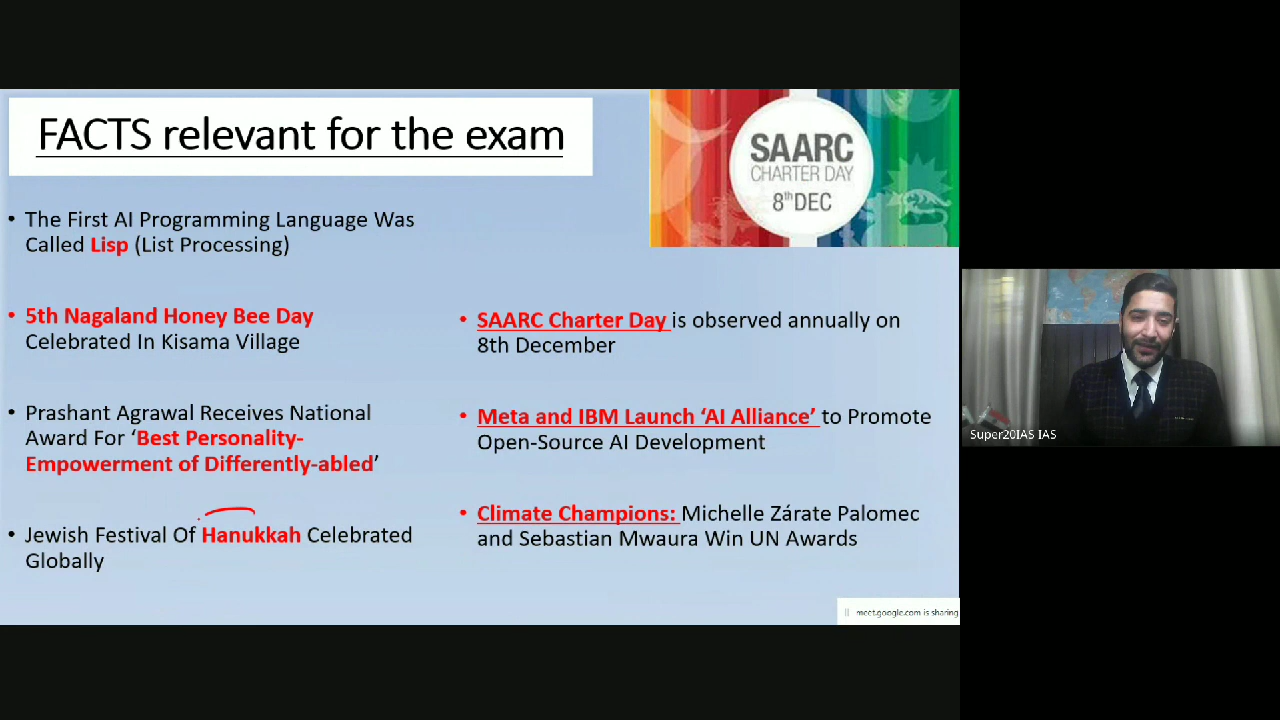 FACTS relevant for the exam
SAARC
CHARTER DAY
8th DEC
• The First AI Programming Language Was
Called Lisp (List Processing)
• 5th Nagaland Honey Bee Day
Celebrated In Kisama Village
• Prashant Agrawal Receives National
Award For ‘Best Personality-
Empowerment of Differently-abled’
• Jewish Festival Of Hanukkah Celebrated
Globally
• SAARC Charter Day is observed annually on
8th December
• Meta and IBM Launch ‘AI Alliance’ to Promote
Open-Source AI Development
• Climate Champions: Michelle Zárate Palomec
and Sebastian Mwaura Win UN Awards
Super20IAS IAS
meet.google.com is sharing